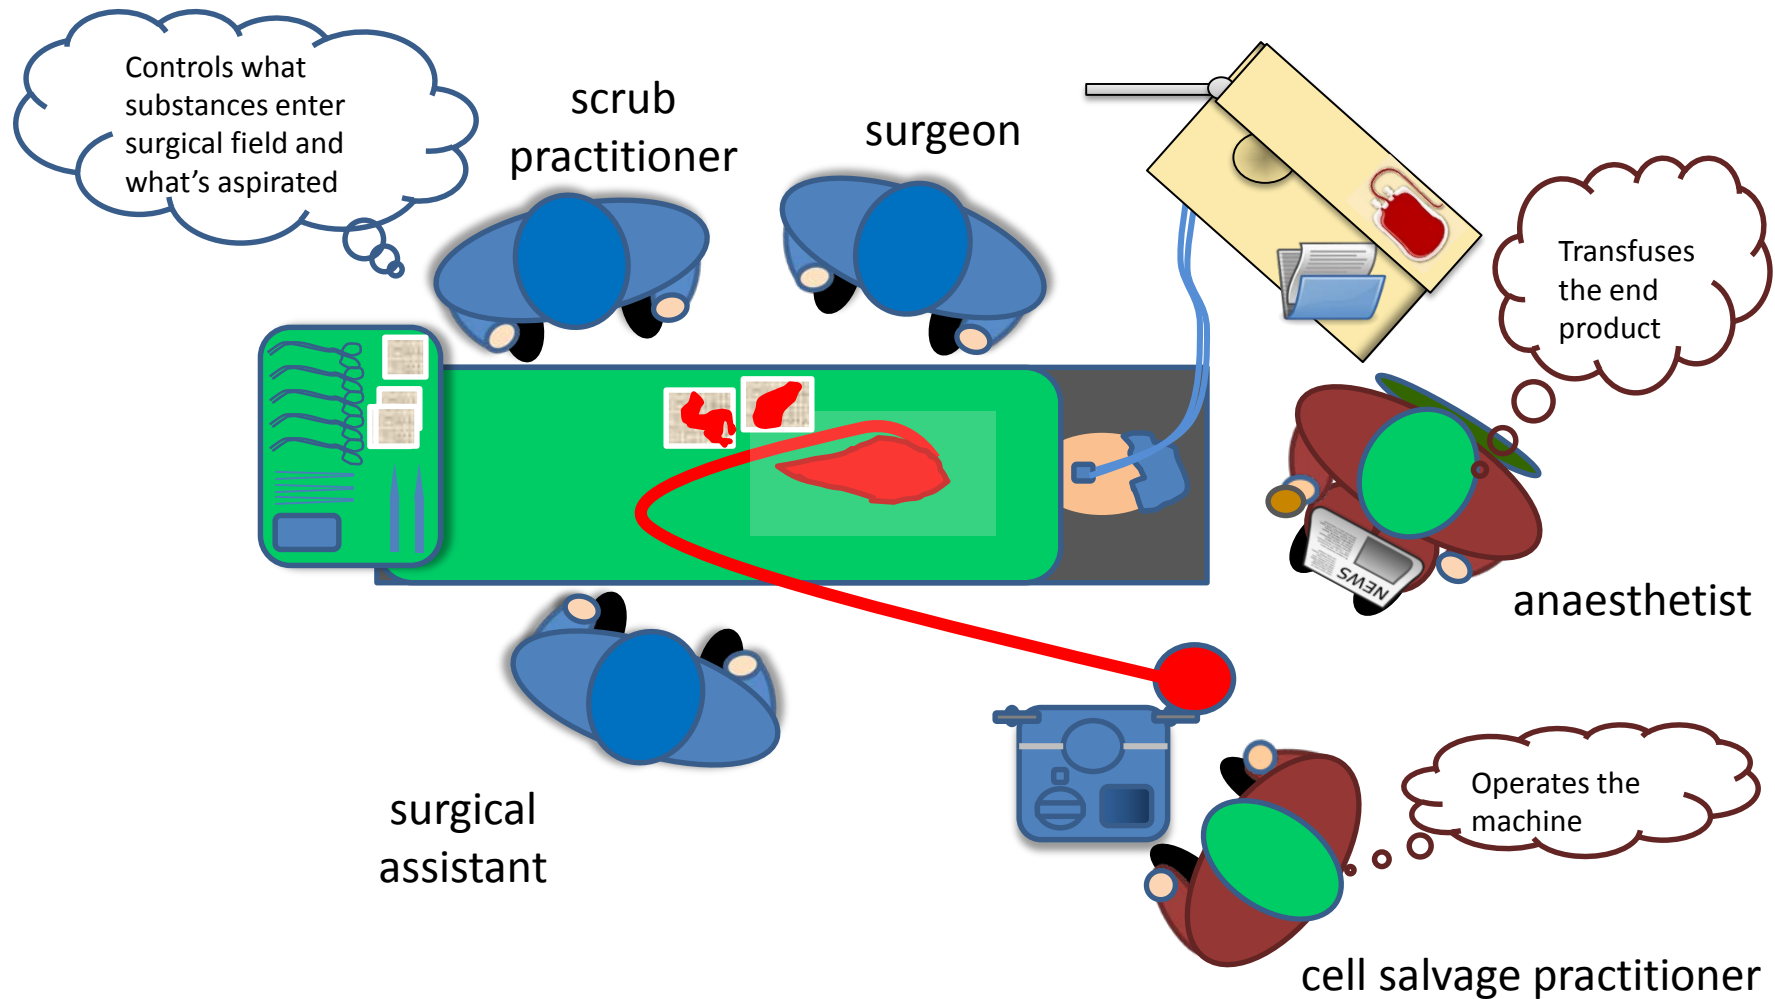 Controls what
substances enter
surgical field and
what's aspirated
scrub
practitioner
surgeon
Transfuses
the end
product
NEWS
anaesthetist
surgical
assistant
Operates the
machine
cell salvage practitioner